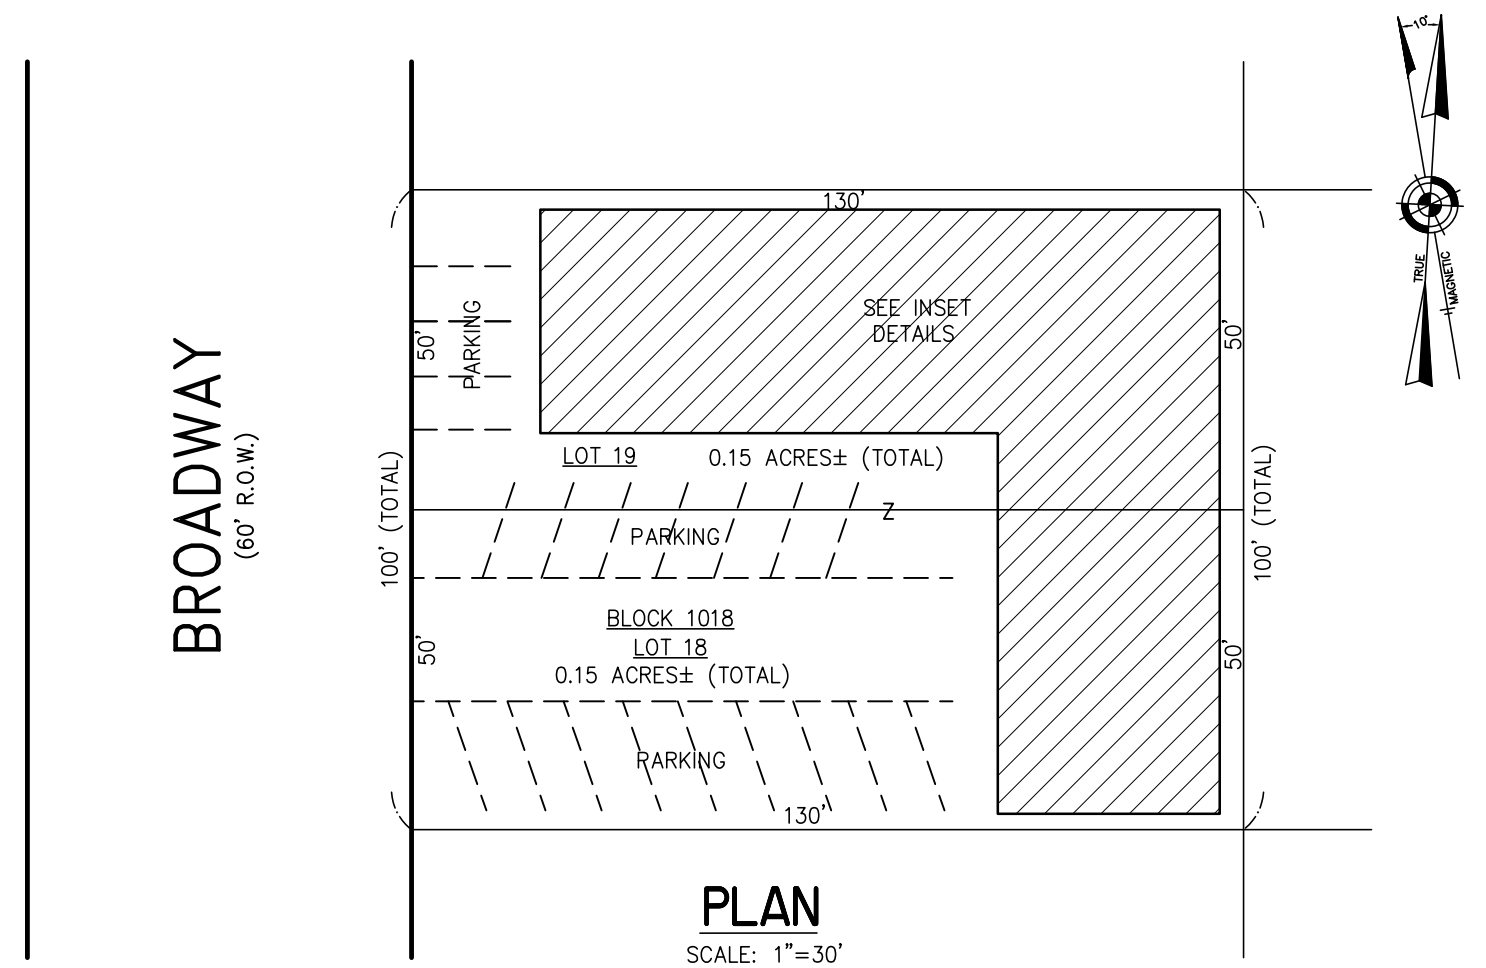 10°
130'
SEE INSET
DETAILS
PARKING
50'
50'
TRUE
MAGNETIC
BROADWAY
(60' R.O.W.)
100' (TOTAL)
LOT 19
0.15 ACRES± (TOTAL)
100' (TOTAL)
Z
PARKING
BLOCK 1018
LOT 18
0.15 ACRES± (TOTAL)
50'
50'
PARKING
130'
PLAN
SCALE: 1"=30'